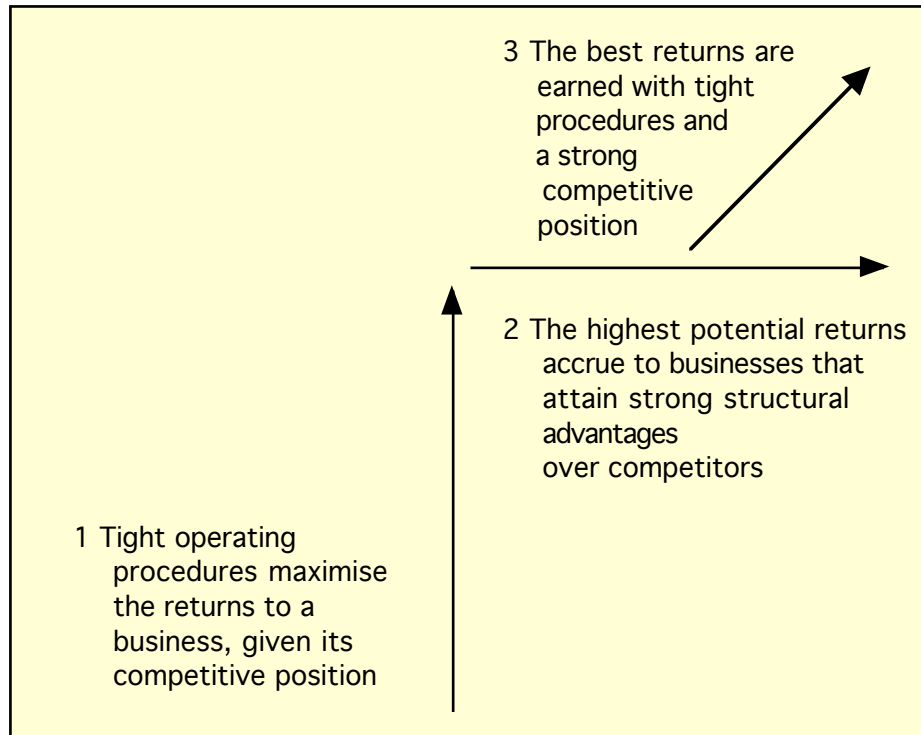 3 The best returns are
earned with tight
procedures and
a strong
competitive
position
2 The highest potential returns
accrue to businesses that
attain strong structural
advantages
over competitors
1 Tight operating
procedures maximise
the returns to a
business, given its
competitive position